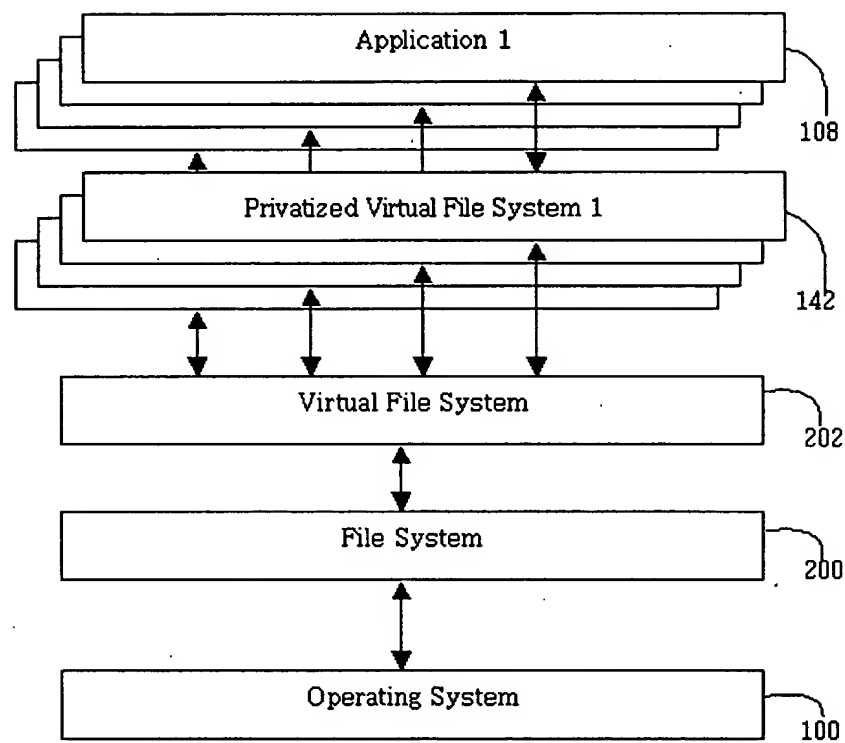 Application 1
108
Privatized Virtual File System 1
142
Virtual File System
202
File System
200
Operating System
100